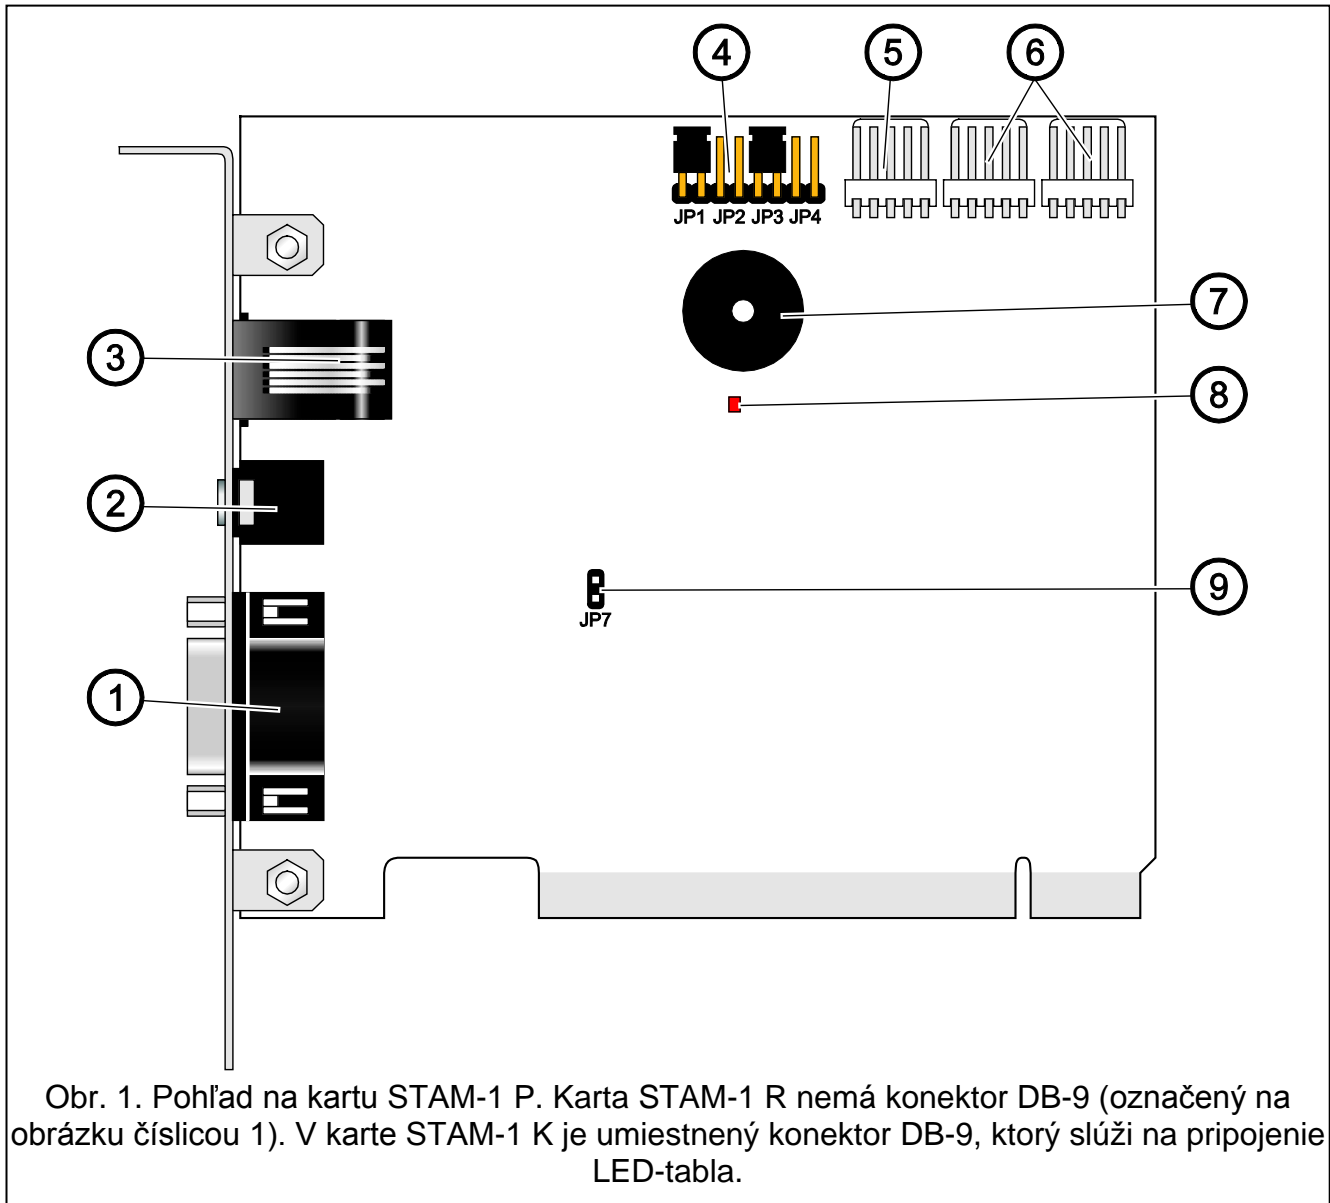 4 5 6
JP1 JP2 JP3 JP4
7
3
8
2
9
JP7
1
Obr. 1. Pohľad na kartu STAM-1 P. Karta STAM-1 R nemá konektor DB-9 (označený na
obrázku číslicou 1). V karte STAM-1 K je umiestnený konektor DB-9, ktorý slúži na pripojenie
LED-tabla.